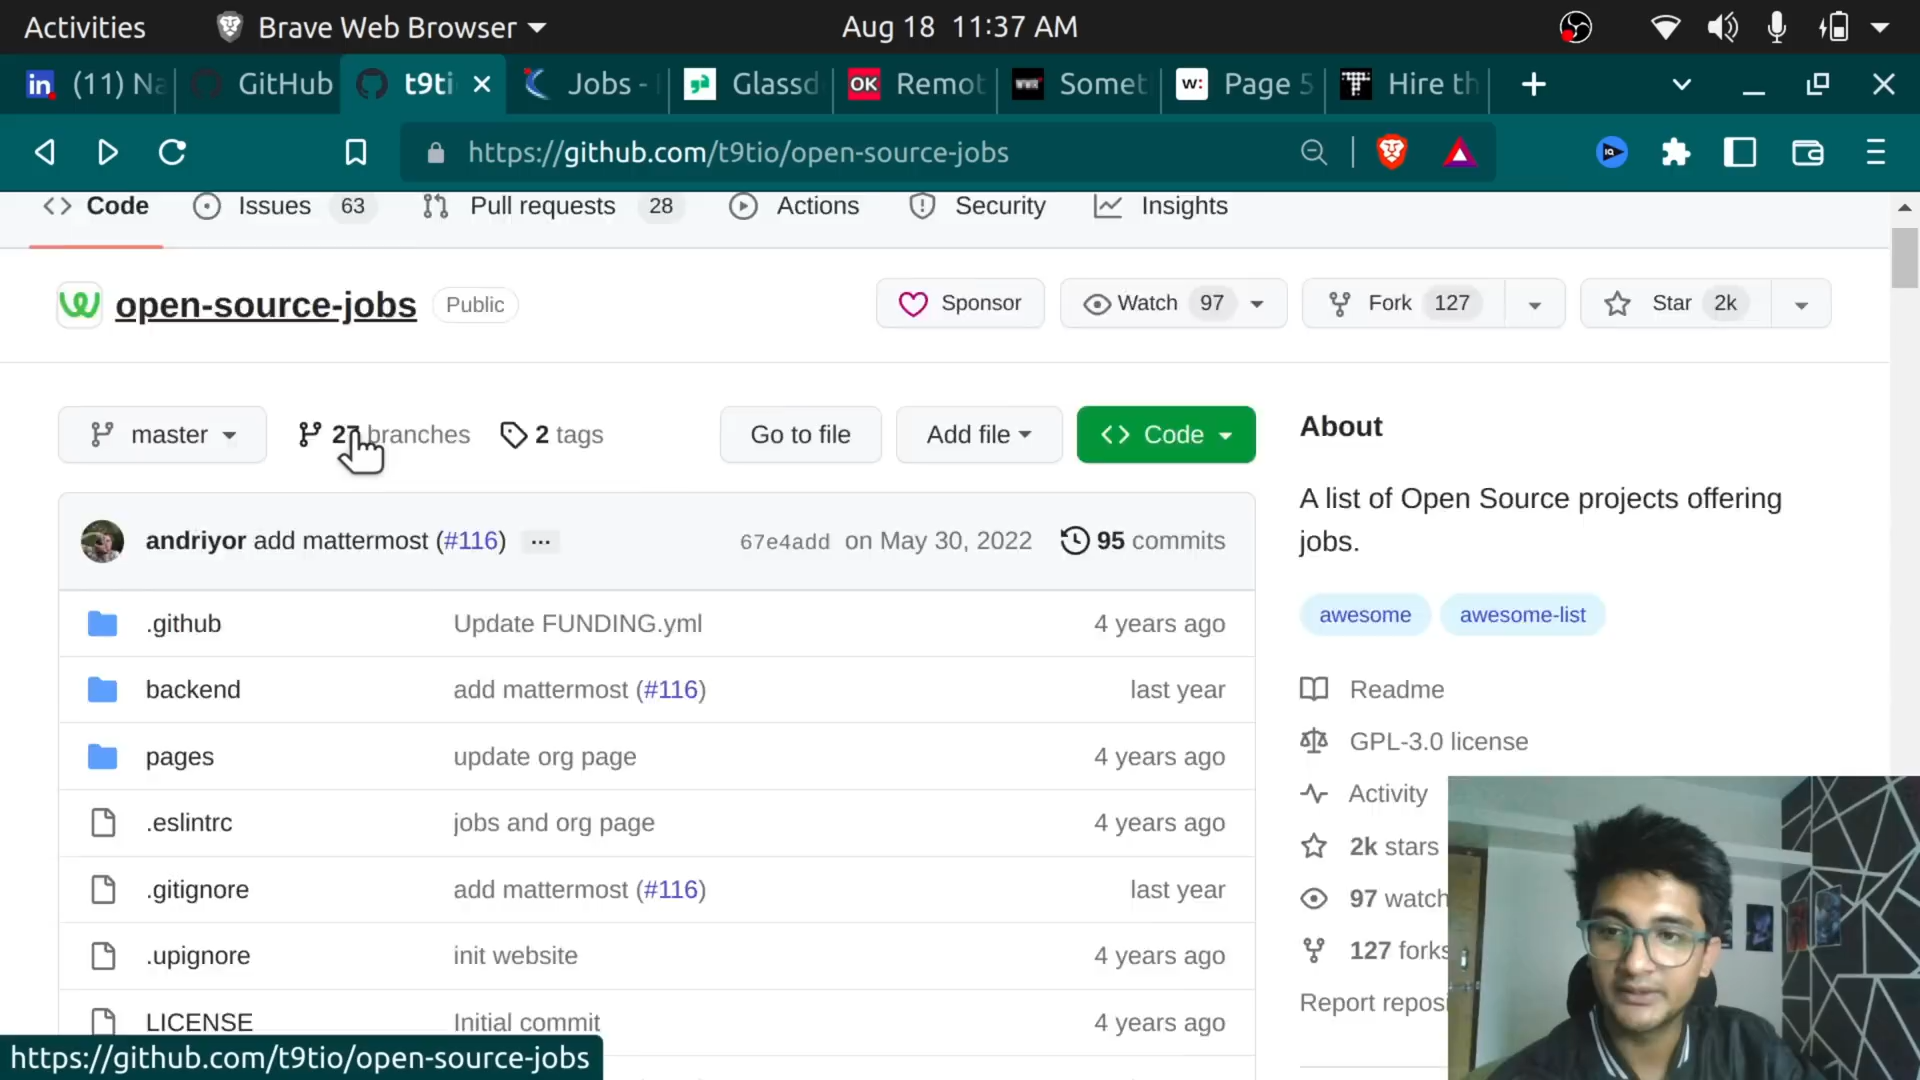 Activities Brave Web Browser Aug 18 11:37 AM
in (11) Na GitHub t9ti Jobs - Glassd OK Remot Somet w: Page 5 Hire th
https://github.com/t9tio/open-source-jobs
Code Issues 63 Pull requests 28 Actions Security Insights
open-source-jobs Public Sponsor Watch 97 Fork 127 Star 2k
master 27 branches 2 tags Go to file Add file Code
andriyor add mattermost (#116) ... 67e4add on May 30, 2022 95 commits
.github Update FUNDING.yml 4 years ago
backend add mattermost (#116) last year
pages update org page 4 years ago
.eslintrc jobs and org page 4 years ago
.gitignore add mattermost (#116) last year
.upignore init website 4 years ago
LICENSE Initial commit 4 years ago
About
A list of Open Source projects offering
jobs.
awesome awesome-list
Readme
GPL-3.0 license
Activity
2k stars
97 watch
127 forks
Report reposi
https://github.com/t9tio/open-source-jobs